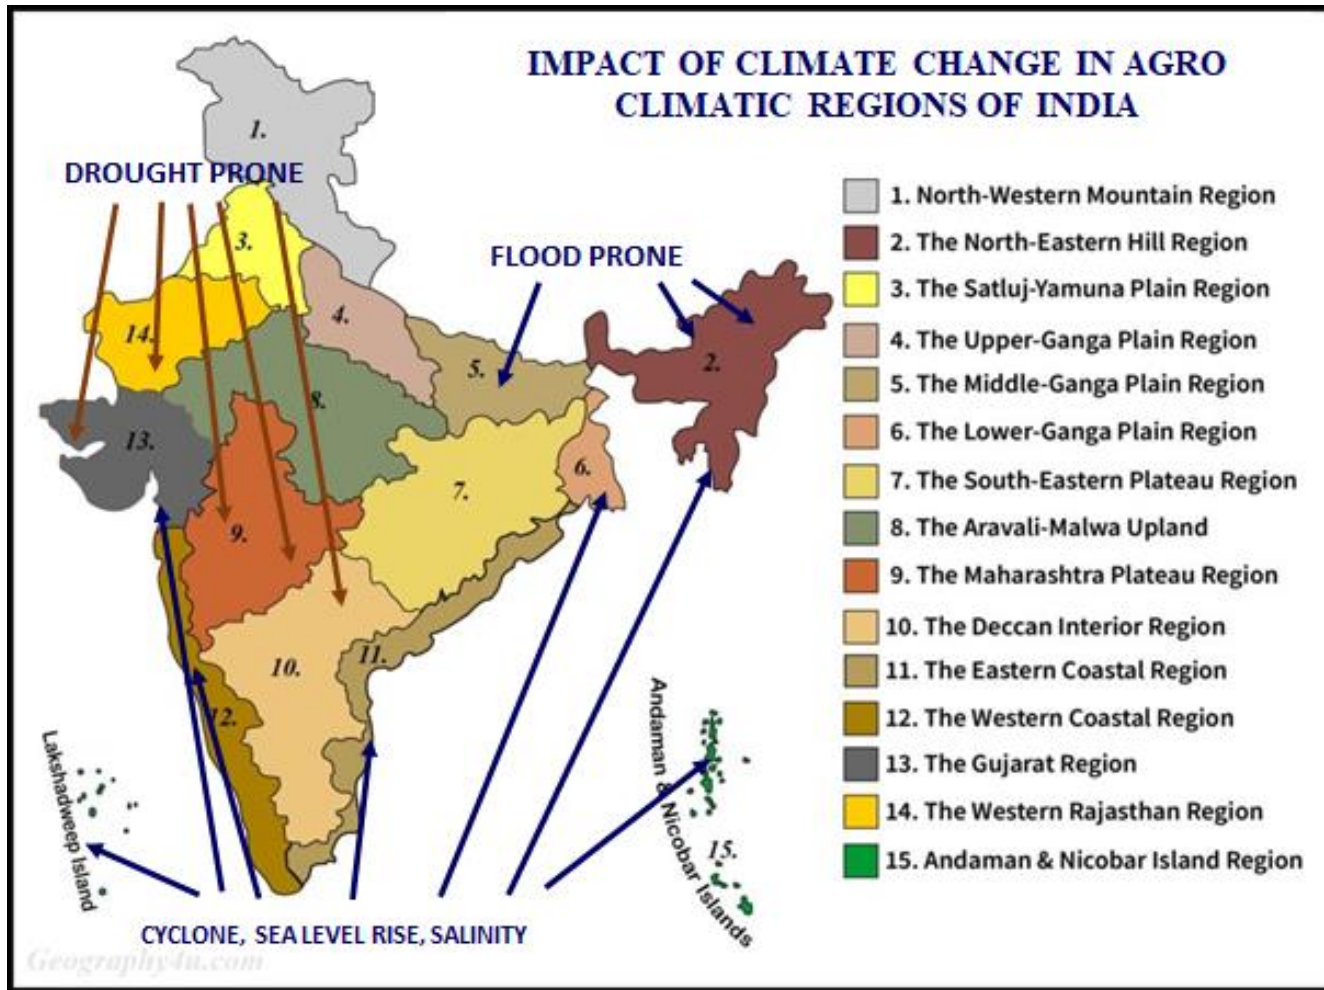 IMPACT OF CLIMATE CHANGE IN AGRO
CLIMATIC REGIONS OF INDIA
DROUGHT PRONE
FLOOD PRONE
1.
3.
14.
4.
5.
2.
8.
13.
6.
7.
9.
10.
11.
12.
15.
1. North-Western Mountain Region
2. The North-Eastern Hill Region
3. The Satluj-Yamuna Plain Region
4. The Upper-Ganga Plain Region
5. The Middle-Ganga Plain Region
6. The Lower-Ganga Plain Region
7. The South-Eastern Plateau Region
8. The Aravali-Malwa Upland
9. The Maharashtra Plateau Region
10. The Deccan Interior Region
11. The Eastern Coastal Region
12. The Western Coastal Region
13. The Gujarat Region
14. The Western Rajasthan Region
15. Andaman & Nicobar Island Region
Lakshadweep Island
Andaman & Nicobar Islands
CYCLONE, SEA LEVEL RISE, SALINITY
Geography4u.com